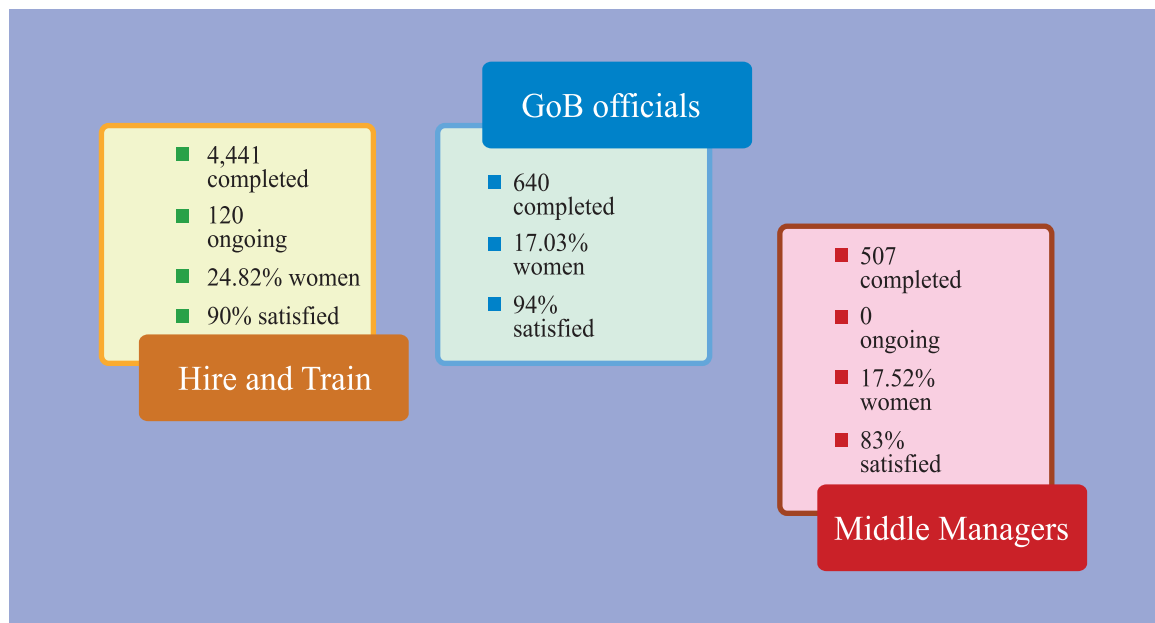 4,441
completed
120
ongoing
24.82% women
90% satisfied
Hire and Train
GoB officials
640
completed
17.03%
women
94%
satisfied
507
completed
0
ongoing
17.52%
women
83%
satisfied
Middle Managers